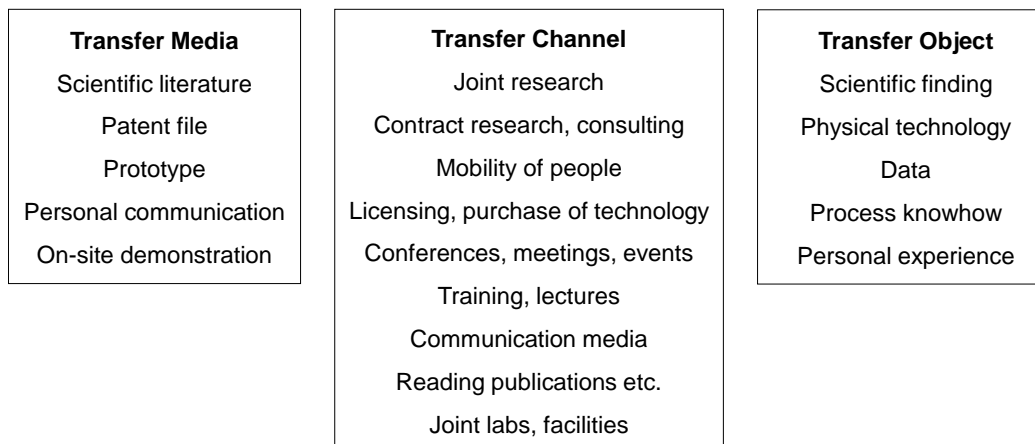 Transfer Media
Scientific literature
Patent file
Prototype
Personal communication
On-site demonstration
Transfer Channel
Joint research
Contract research, consulting
Mobility of people
Licensing, purchase of technology
Conferences, meetings, events
Training, lectures
Communication media
Reading publications etc.
Joint labs, facilities
Transfer Object
Scientific finding
Physical technology
Data
Process knowhow
Personal experience